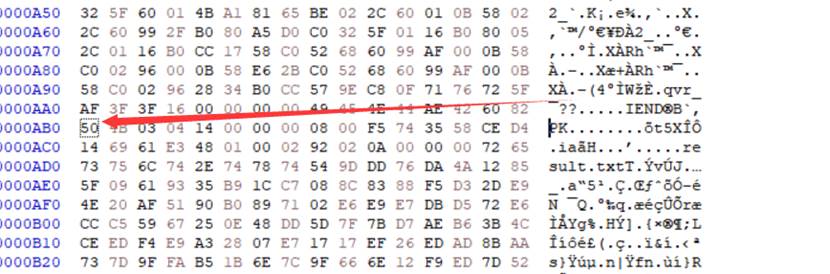 0000A50 32 5F 60 01 4B A1 81 65 BE 02 2C 60 01 0B 58 02 2_`.K¡.e¾.,`..X.
0000A60 2C 60 99 2F B0 80 A5 D0 C0 32 5F 01 16 B0 80 05 ,`™/°€¥ÐÀ2_..°€.
0000A70 2C 01 16 B0 CC 17 58 C0 52 68 60 99 AF 00 0B 58 ,..°Ì.XÀRh`™¯..X
0000A80 C0 02 96 00 0B 58 E6 2B C0 52 68 60 99 AF 00 0B À.–..Xæ+ÀRh`™¯..
0000A90 58 C0 02 96 28 34 B0 CC 57 9E C8 0F 71 76 72 5F XÀ.–(4°ÌWžÈ.qvr_
0000AA0 AF 3F 3F 16 00 00 00 00 49 45 4E 44 AE 42 60 82 ¯??.....IEND®B`‚
0000AB0 50 4B 03 04 14 00 00 00 08 00 F5 74 35 58 CE D4 PK........õt5XÎÔ
0000AC0 14 69 61 E3 48 01 00 02 92 02 0A 00 00 00 72 65 .iaãH...’.....re
0000AD0 73 75 6C 74 2E 74 78 74 54 9D DD 76 DA 4A 12 85 sult.txtT.ÝvÚJ.…
0000AE0 5F 09 61 93 35 B9 1C C7 08 8C 83 88 F5 D3 2D E9 _.a“5¹.Ç.Œƒˆõó-é
0000AF0 4E 20 AF 51 90 B0 89 71 02 E6 E9 E7 DB D5 72 E6 N ¯Q.°‰q.æéçÛÕræ
0000B00 CC C5 59 67 25 0E 48 DD 5D 7F 7B D7 AE B6 3B 4C ÌÅYg%.HÝ].{×®¶;L
0000B10 CE ED F4 E9 A3 28 07 E7 17 17 EF 26 ED AD 8B AA Îíôé£(.ç..ï&í.‹ª
0000B20 73 7D 9F FA B5 1B 6E 7C 9F 66 6E 12 F9 ED 7D 52 s}Ÿúµ.n|Ÿfn.ùí}R